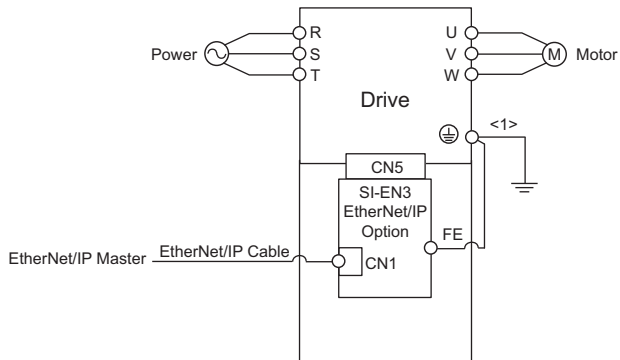 R
S
T
Power
U
V
W
M
Motor
Drive
<1>
CN5
SI-EN3
EtherNet/IP
Option
FE
EtherNet/IP Master
EtherNet/IP Cable
CN1